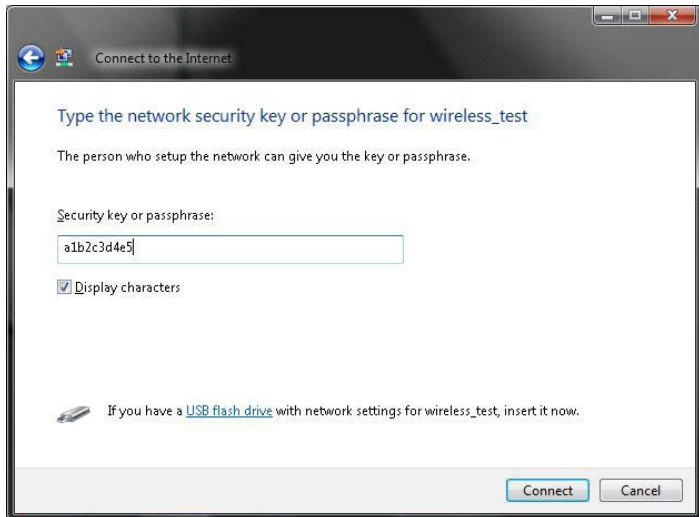 Connect to the Internet
Type the network security key or passphrase for wireless_test
The person who setup the network can give you the key or passphrase.
Security key or passphrase:
a1b2c3d4e5
Display characters
If you have a USB flash drive with network settings for wireless_test, insert it now.
Connect Cancel